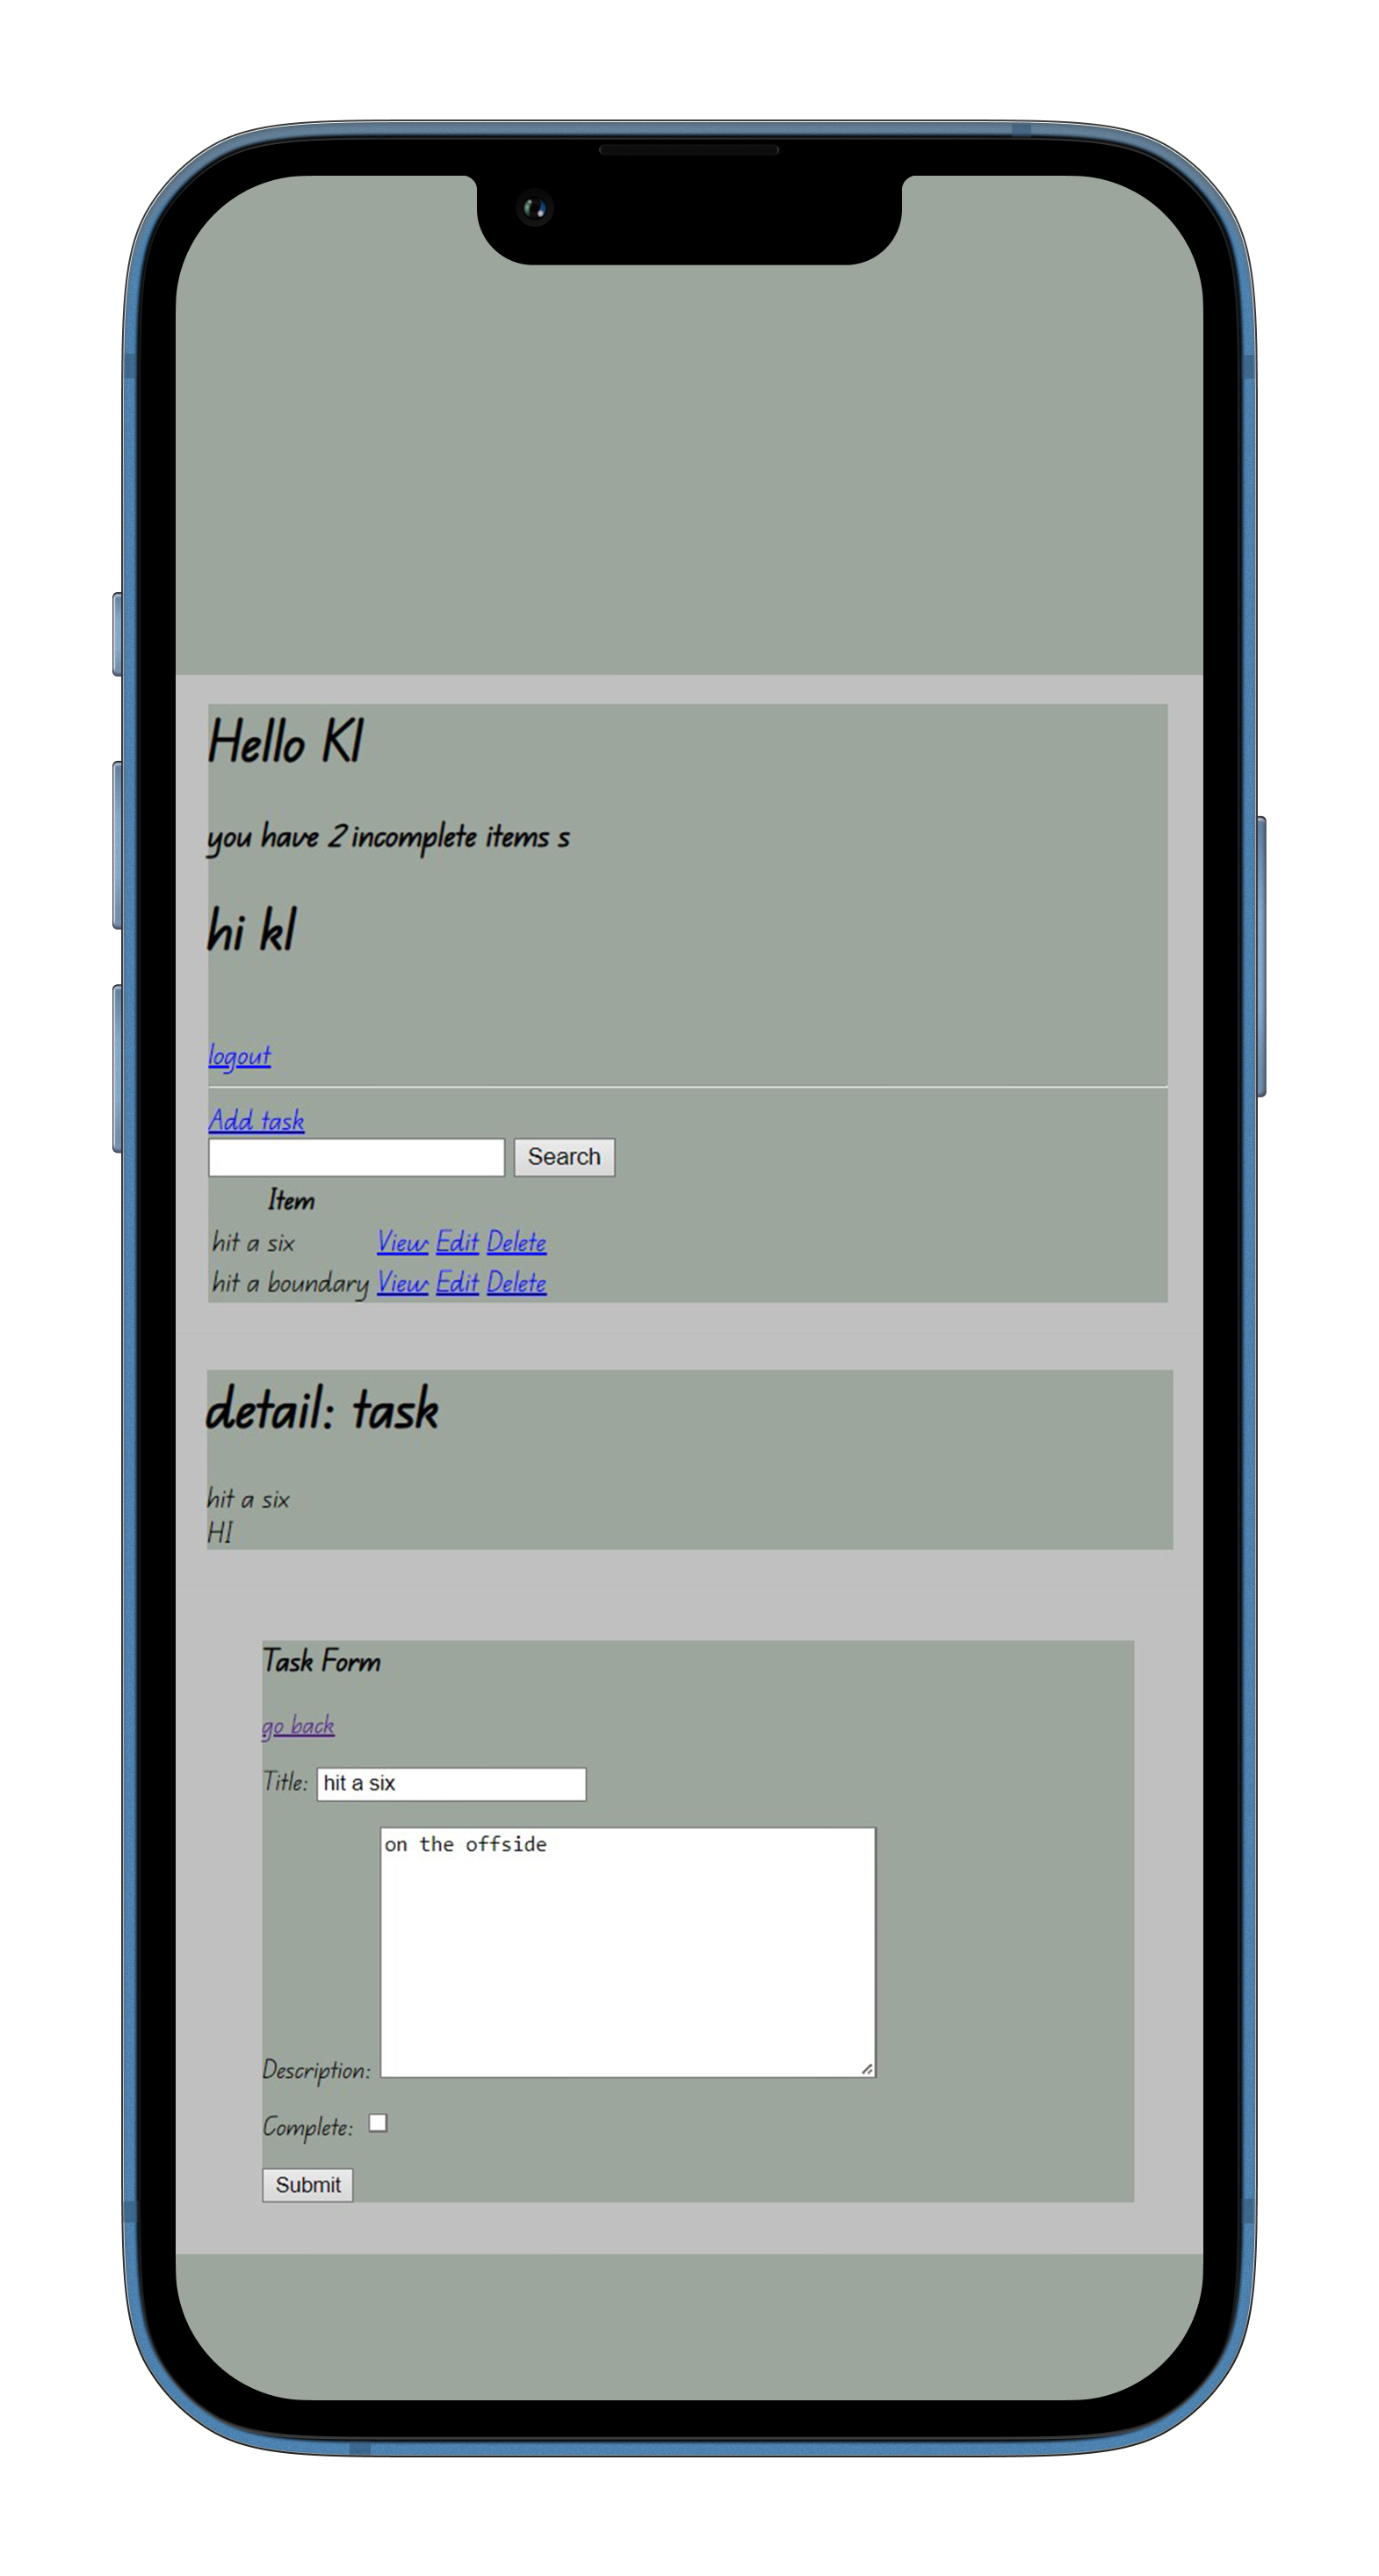 Hello Kl
you have 2 incomplete items s
hi kl
logout
Add task
Search
Item
hit a six View Edit Delete
hit a boundary View Edit Delete
detail: task
hit a six
HI
Task Form
go back
Title: hit a six
on the offside
Description:
Complete:
Submit